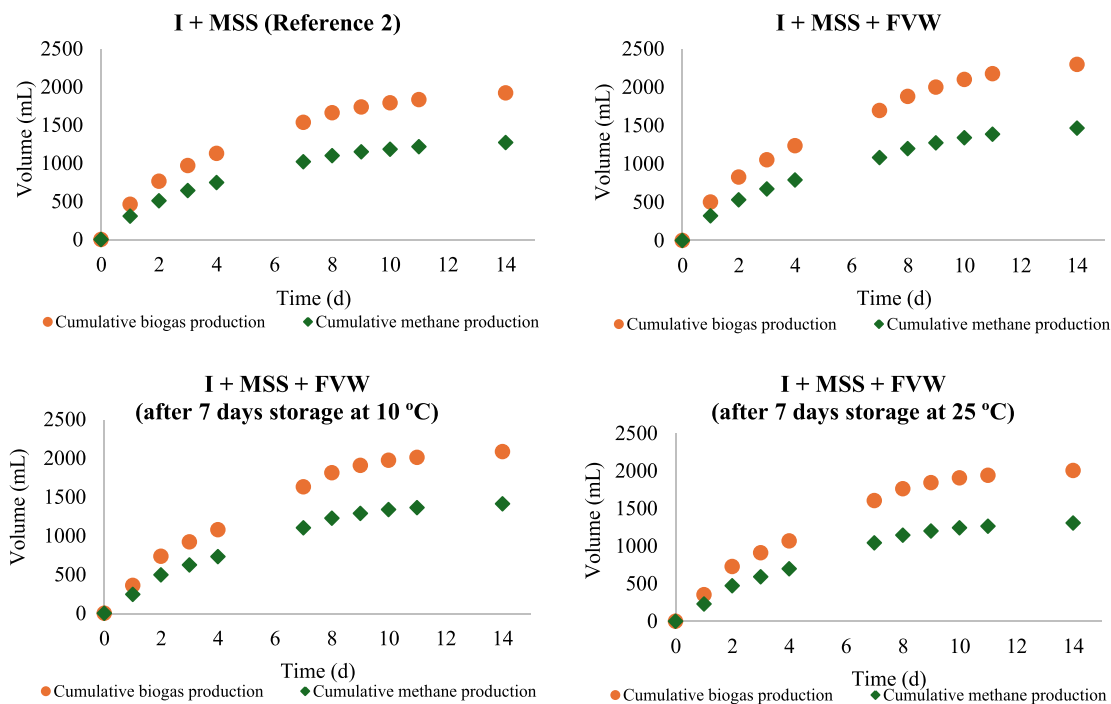 I + MSS (Reference 2)
2500
2000
1500
1000
500
0
Volume (mL)
0 2 4 6 8 10 12 14
Time (d)
Cumulative biogas production Cumulative methane production
I + MSS + FVW
2500
2000
1500
1000
500
0
Volume (mL)
0 2 4 6 8 10 12 14
Time (d)
Cumulative biogas production Cumulative methane production
I + MSS + FVW
(after 7 days storage at 10 ºC)
2500
2000
1500
1000
500
0
Volume (mL)
0 2 4 6 8 10 12 14
Time (d)
Cumulative biogas production Cumulative methane production
I + MSS + FVW
(after 7 days storage at 25 ºC)
2500
2000
1500
1000
500
0
Volume (mL)
0 2 4 6 8 10 12 14
Time (d)
Cumulative biogas production Cumulative methane production